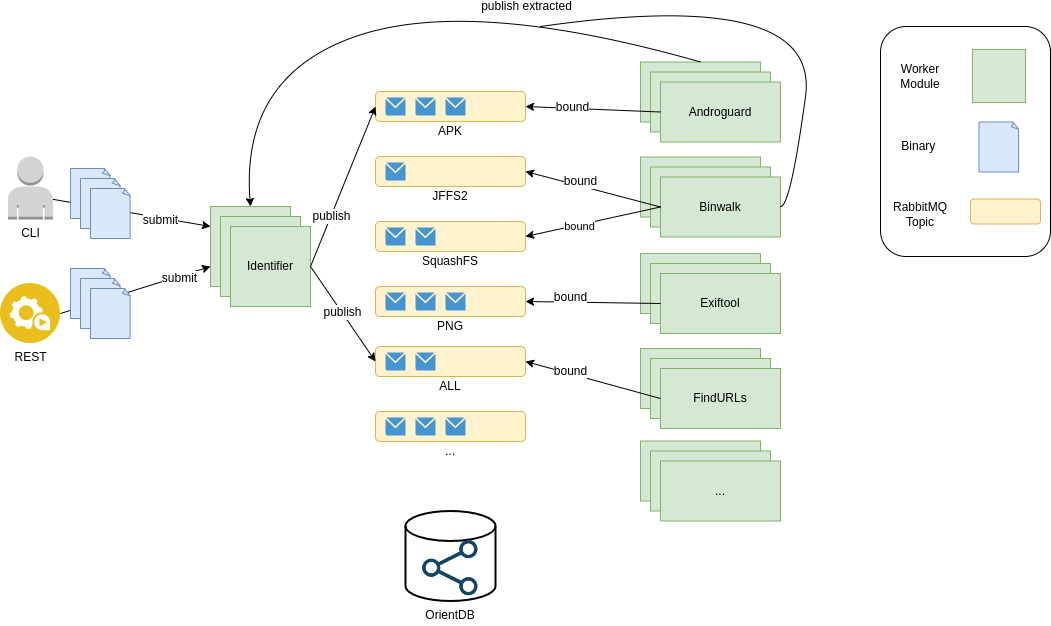 publish extracted
Worker
Module
Androguard
bound
APK
Binary
bound
JFFS2
Binwalk
CLI
submit
publish
bound
RabbitMQ
Topic
SquashFS
Identifier
submit
bound
Exiftool
publish
PNG
REST
bound
ALL
FindURLs
...
...
OrientDB